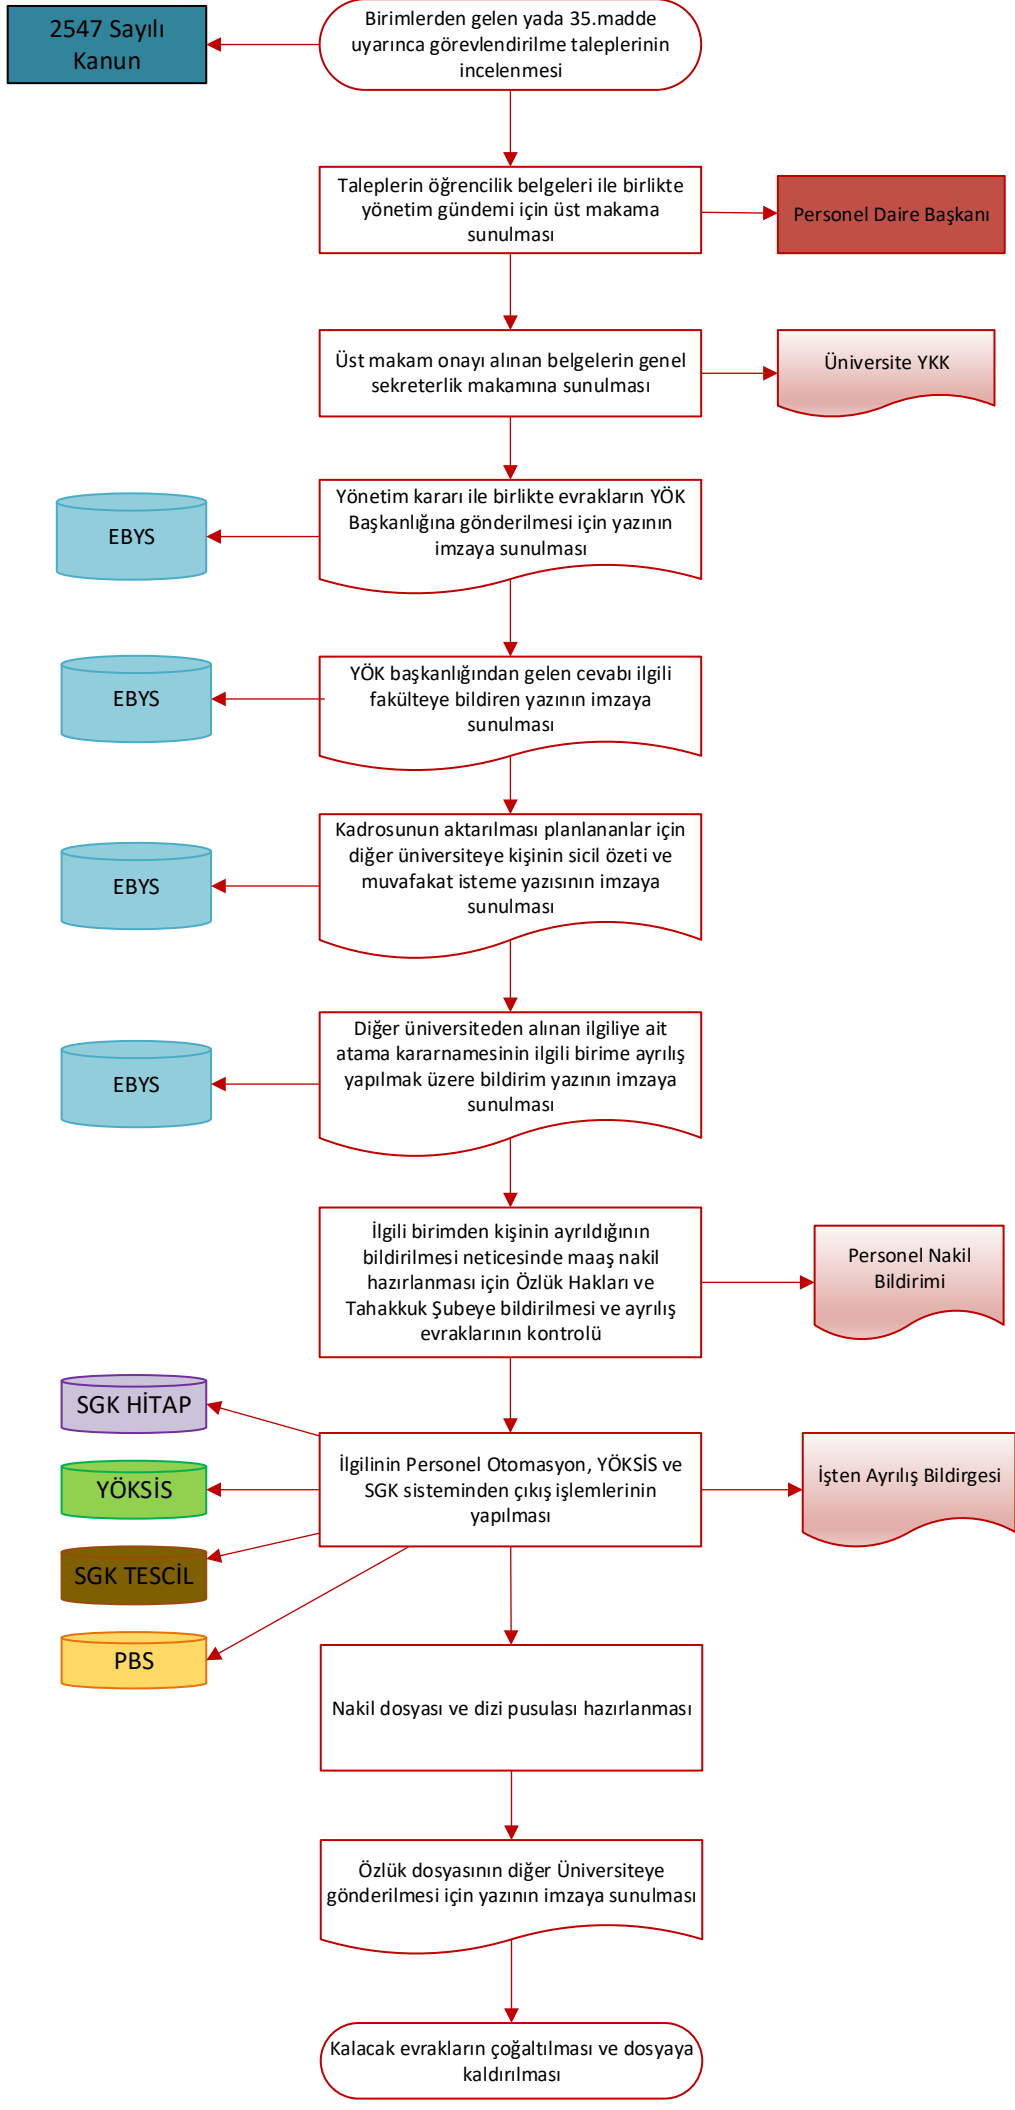 2547 Sayılı
Kanun
Birimlerden gelen yada 35.madde
uyarınca görevlendirilme taleplerinin
incelenmesi
Taleplerin öğrencilik belgeleri ile birlikte
yönetim gündemi için üst makama
sunulması
Personel Daire Başkanı
Üst makam onayı alınan belgelerin genel
sekreterlik makamına sunulması
Üniversite YKK
Yönetim kararı ile birlikte evrakların YÖK
Başkanlığına gönderilmesi için yazının
imzaya sunulması
EBYS
YÖK başkanlığından gelen cevabı ilgili
fakülteye bildiren yazının imzaya
sunulması
EBYS
Kadrosunun aktarılması planlananlar için
diğer üniversiteye kişinin sicil özeti ve
muvafakat isteme yazısının imzaya
sunulması
EBYS
Diğer üniversiteden alınan ilgiliye ait
atama kararnamesinin ilgili birime ayrılış
yapılmak üzere bildirim yazının imzaya
sunulması
EBYS
İlgili birimden kişinin ayrıldığının
bildirilmesi neticesinde maaş nakil
hazırlanması için Özlük Hakları ve
Tahakkuk Şubeye bildirilmesi ve ayrılış
evraklarının kontrolü
Personel Nakil
Bildirimi
SGK HİTAP
YÖKSİS
SGK TESCİL
PBS
İlgilinin Personel Otomasyon, YÖKSİS ve
SGK sisteminden çıkış işlemlerinin
yapılması
İşten Ayrılış Bildirgesi
Nakil dosyası ve dizi pusulası hazırlanması
Özlük dosyasının diğer Üniversiteye
gönderilmesi için yazının imzaya sunulması
Kalacak evrakların çoğaltılması ve dosyaya
kaldırılması